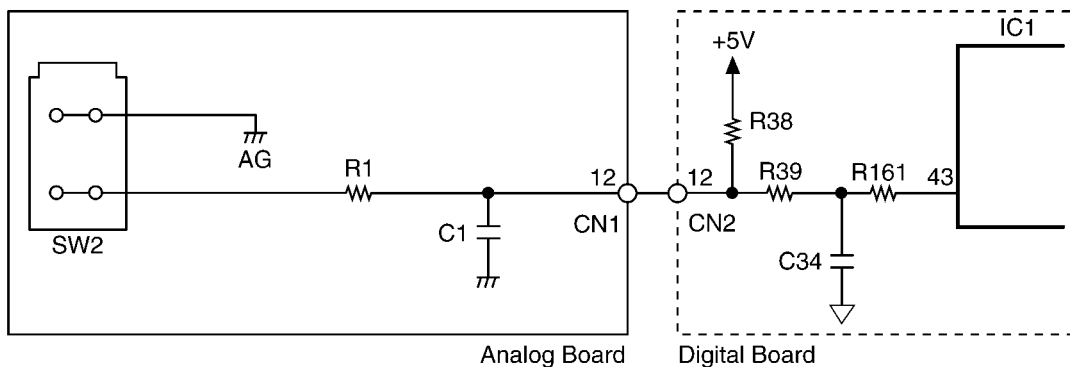 IC1
+5V
R38
AG
R1
12
12
R39
R161
43
C1
CN1
CN2
SW2
C34
Analog Board
Digital Board